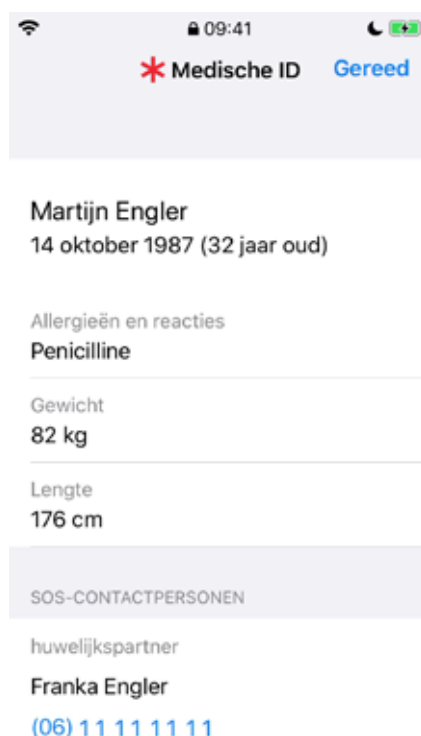 09:41
Medische ID Gereed
Martijn Engler
14 oktober 1987 (32 jaar oud)
Allergieën en reacties
Penicilline
Gewicht
82 kg
Lengte
176 cm
SOS-CONTACTPERSONEN
huwelijkspartner
Franka Engler
(06) 11 11 11 11